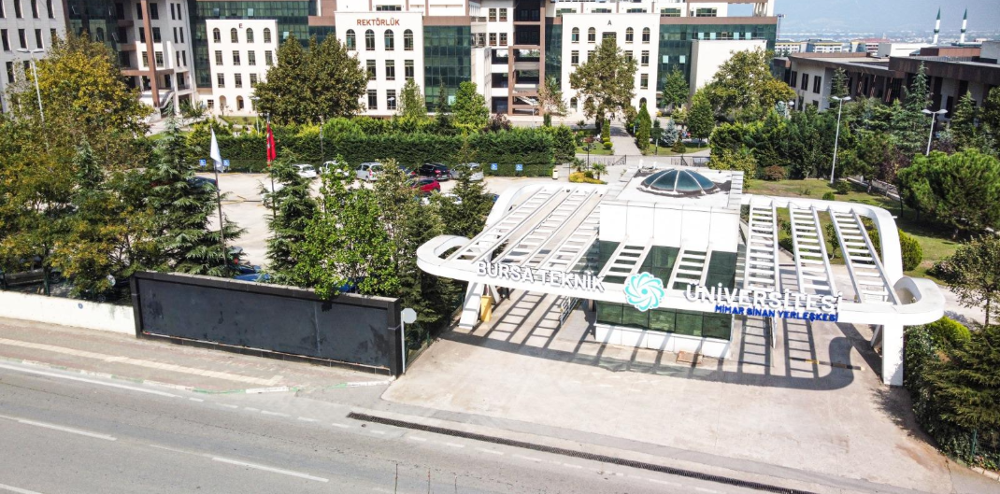 REKTÖRLÜK
A
BURSA TEKNİK ÜNİVERSİTESİ
MİMAR SİNAN YERLEŞKESİ